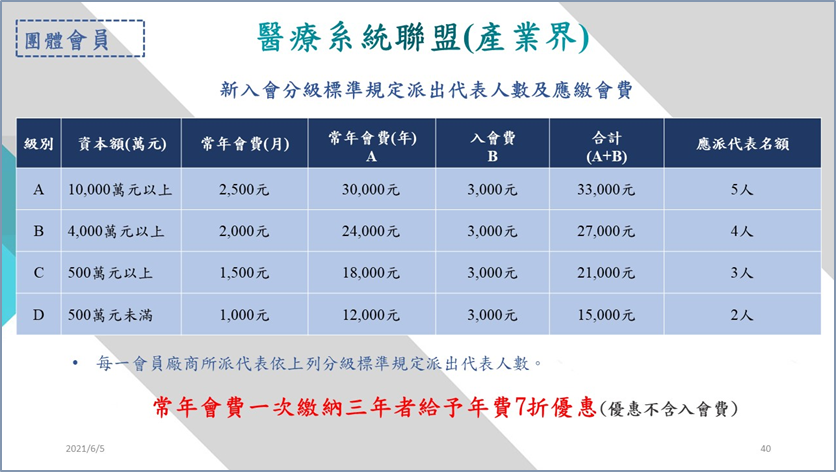 團體會員
醫療系統聯盟(產業界)
新入會分級標準規定派出代表人數及應繳會費
級別 資本額(萬元) 常年會費(月) 常年會費(年) A 入會費 B 合計 (A+B) 應派代表名額
A 10,000萬元以上 2,500元 30,000元 3,000元 33,000元 5人
B 4,000萬元以上 2,000元 24,000元 3,000元 27,000元 4人
C 500萬元以上 1,500元 18,000元 3,000元 21,000元 3人
D 500萬元未滿 1,000元 12,000元 3,000元 15,000元 2人
• 每一會員廠商所派代表依上列分級標準規定派出代表人數。
常年會費一次繳納三年者給予年費7折優惠(優惠不含入會費)
2021/6/5
40